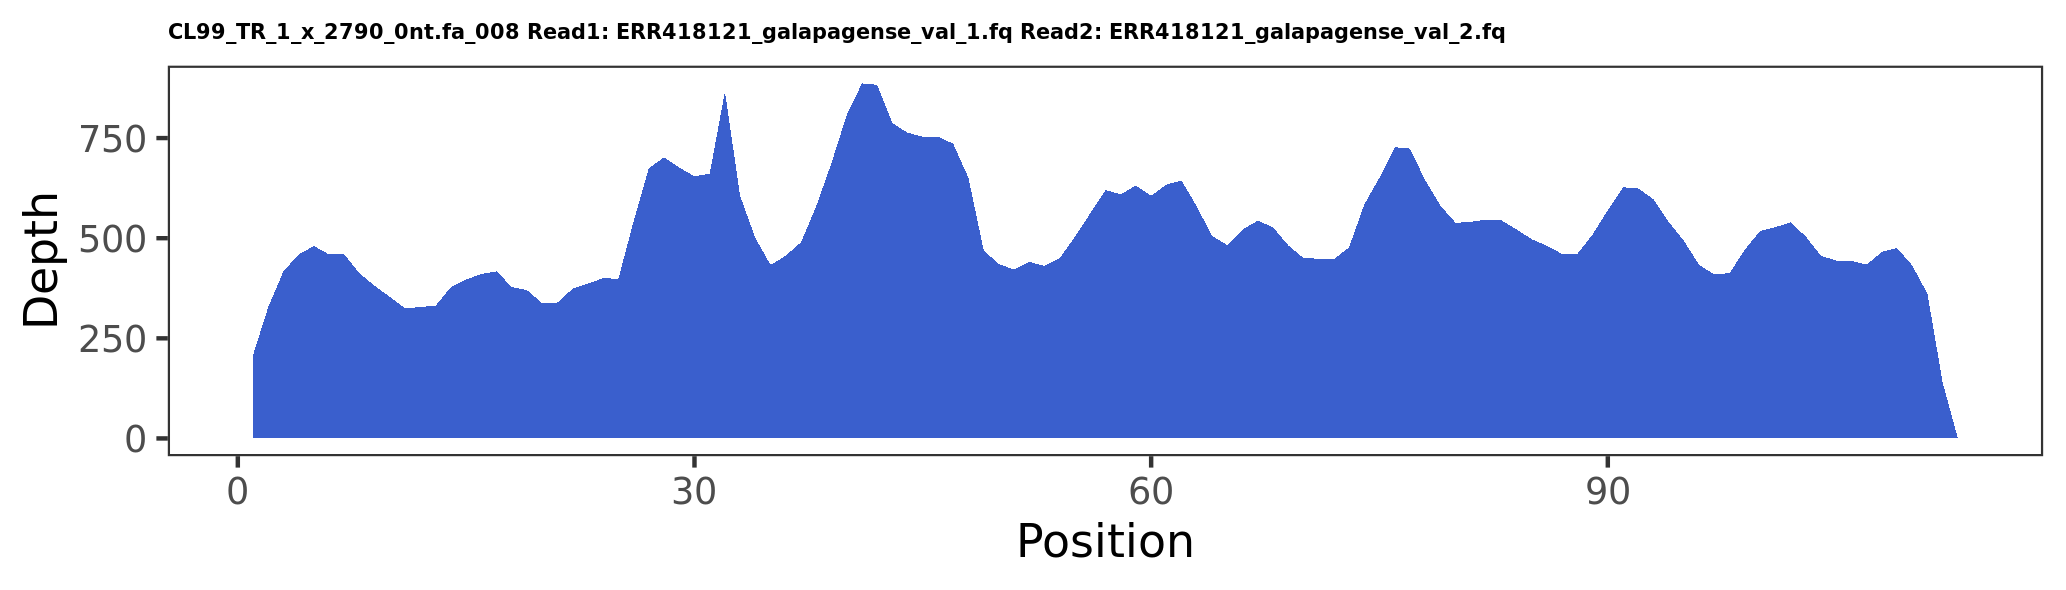 CL99_TR_1_x_2790_0nt.fa_008 Read1: ERR418121_galapagense_val_1.fq Read2: ERR418121_galapagense_val_2.fq
Depth
750
500
250
0
0 30 60 90
Position